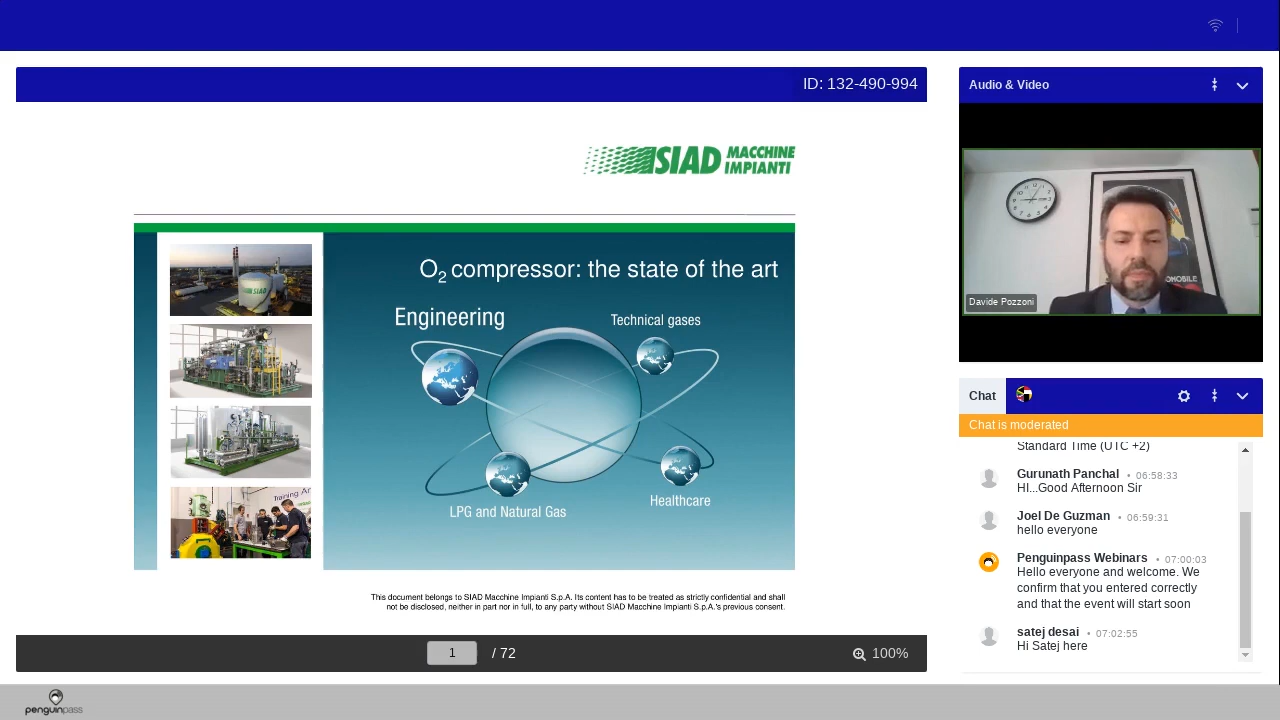 ID: 132-490-994
SIAD MACCHINE
IMPIANTI
O2 compressor: the state of the art
SIAD
Engineering
Technical gases
Training Ar
LPG and Natural Gas
Healthcare
This document belongs to SIAD Macchine Impianti S.p.A. Its content has to be treated as strictly confidential and shall
not be disclosed, neither in part nor in full, to any party without SIAD Macchine Impianti S.p.A.'s previous consent.
1 / 72
100%
Audio & Video
OMOBILE
Davide Pozzoni
Chat
Chat is moderated
Standard Time (UTC +2)
Gurunath Panchal • 06:58:33
HI...Good Afternoon Sir
Joel De Guzman • 06:59:31
hello everyone
Penguinpass Webinars • 07:00:03
Hello everyone and welcome. We
confirm that you entered correctly
and that the event will start soon
satej desai • 07:02:55
Hi Satej here
penguinpass